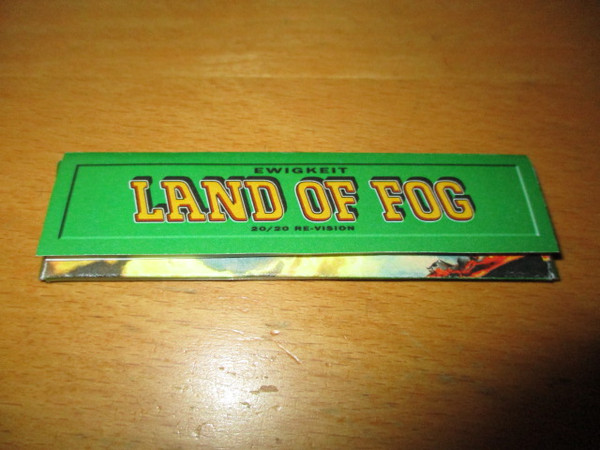 EWIGKEIT
LAND OF FOG
20/20 RE-VISION